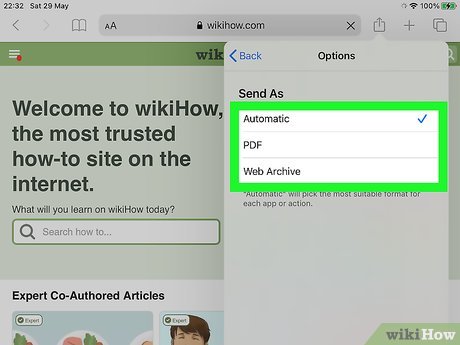 22:32 Sat 29 May
100%
AA
wikihow.com
wik
Back
Options
Welcome to wikiHow,
the most trusted
how-to site on the
internet.
What will you learn on wikiHow today?
Search how to...
Send As
Automatic
PDF
Web Archive
"Automatic" will pick the most suitable format for
each app or action.
Expert Co-Authored Articles
Expert
Expert
wikiHow